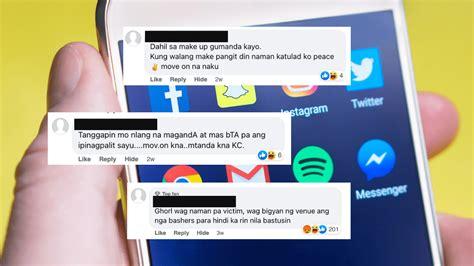 Dahil sa make up gumanda kayo.
Kung walang make pangit din naman katulad ko peace
✌ move on na naku
Like Reply Hide 2w
4
Instagram
Twitter
Tanggapin mo nlang na magandA at mas bTA pa ang
ipinagpalit sayu....mov.on kna..mtanda kna KC.
Like Reply Hide 2w
6
Messenger
Top fan
Ghorl wag naman pa victim, wag bigyan ng venue ang
nga bashers para hindi ka rin nila bastusin
Like Reply Hide 3w
201